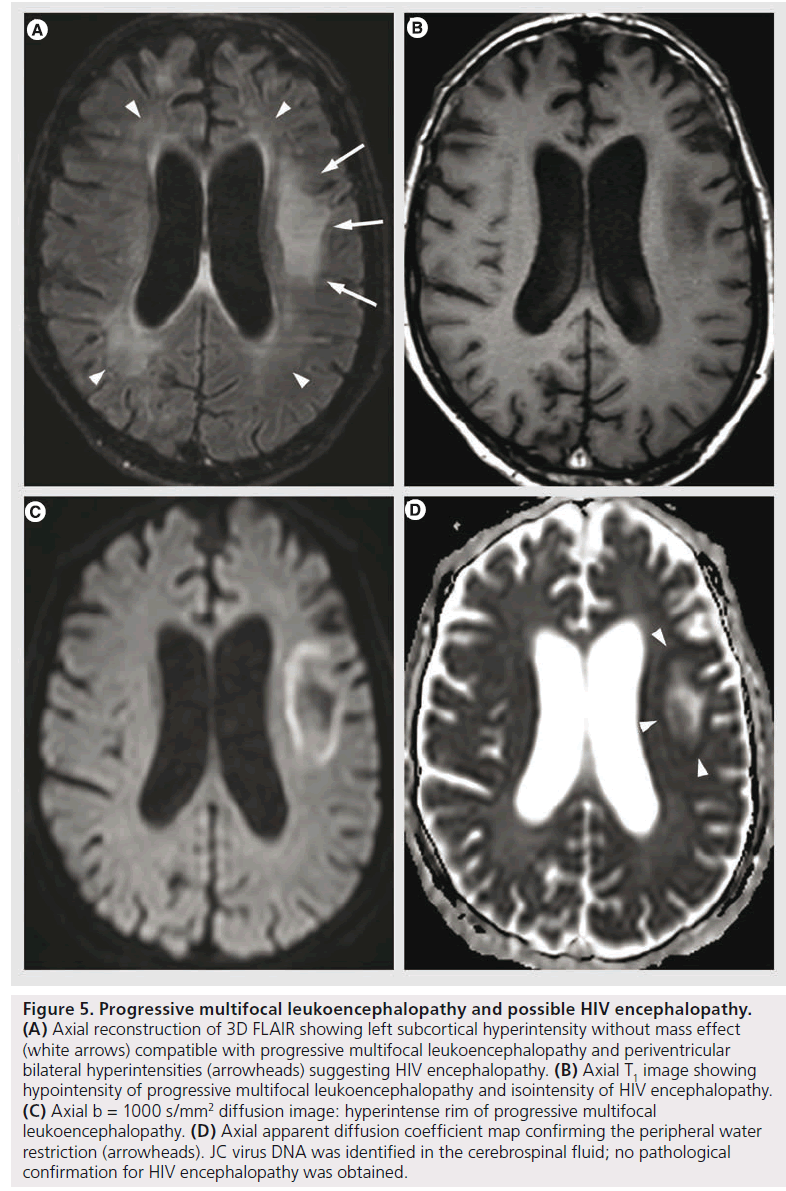 A
B
C
D
Figure 5. Progressive multifocal leukoencephalopathy and possible HIV encephalopathy.
(A) Axial reconstruction of 3D FLAIR showing left subcortical hyperintensity without mass effect
(white arrows) compatible with progressive multifocal leukoencephalopathy and periventricular
bilateral hyperintensities (arrowheads) suggesting HIV encephalopathy. (B) Axial T₁ image showing
hypointensity of progressive multifocal leukoencephalopathy and isointensity of HIV encephalopathy.
(C) Axial b = 1000 s/mm² diffusion image: hyperintense rim of progressive multifocal
leukoencephalopathy. (D) Axial apparent diffusion coefficient map confirming the peripheral water
restriction (arrowheads). JC virus DNA was identified in the cerebrospinal fluid; no pathological
confirmation for HIV encephalopathy was obtained.